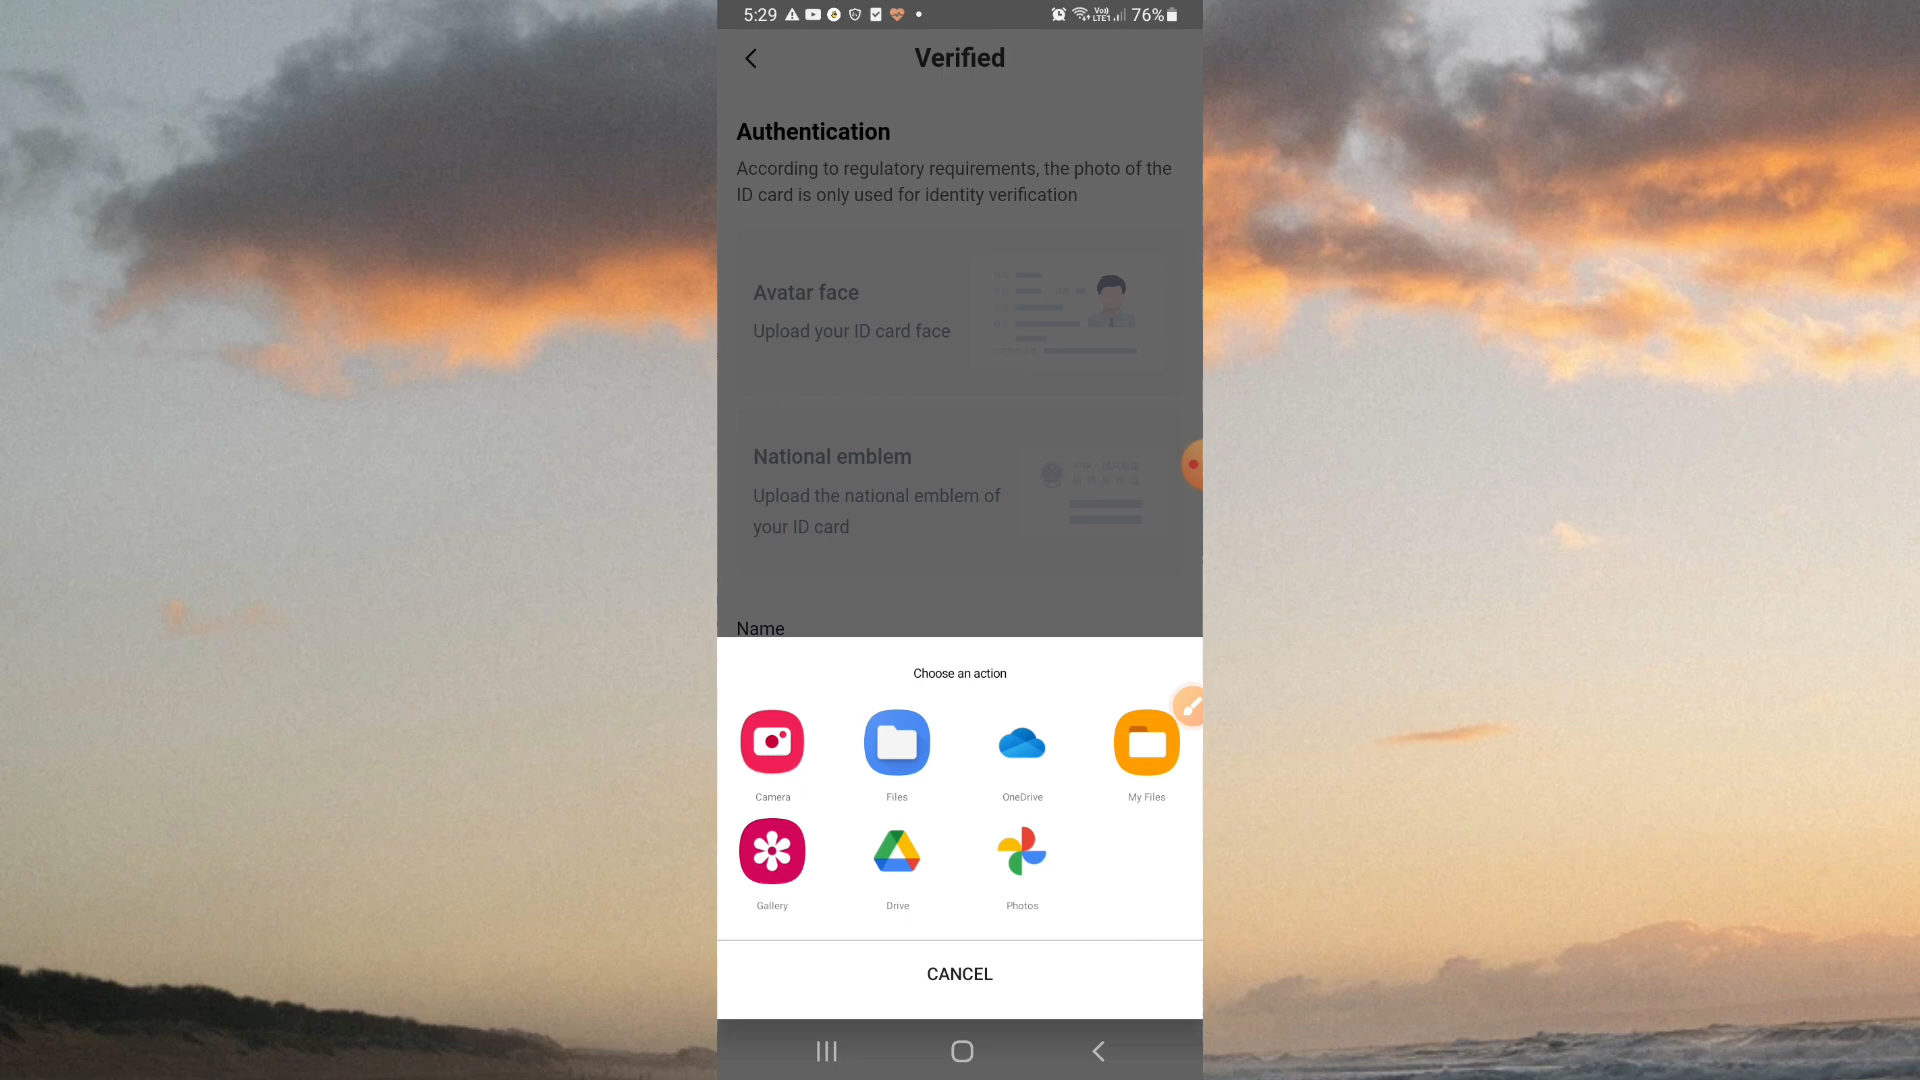 5:29
Vo))
LTE1
76%
Verified
Authentication
According to regulatory requirements, the photo of the
ID card is only used for identity verification
Avatar face
Upload your ID card face
National emblem
Upload the national emblem of
your ID card
Name
Choose an action
Camera
Files
OneDrive
My Files
Gallery
Drive
Photos
CANCEL